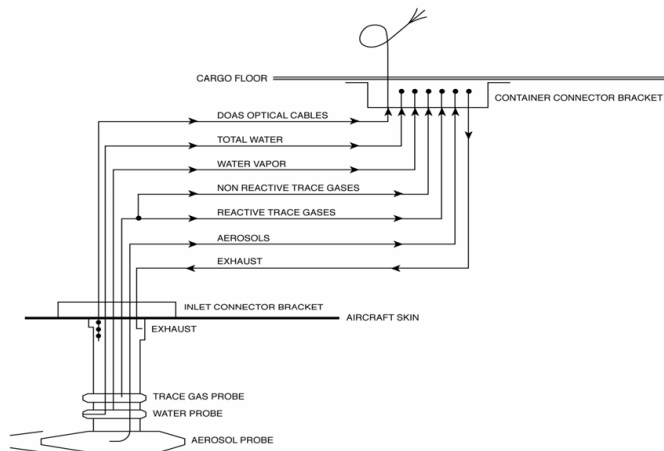 CARGO FLOOR
CONTAINER CONNECTOR BRACKET
DOAS OPTICAL CABLES
TOTAL WATER
WATER VAPOR
NON REACTIVE TRACE GASES
REACTIVE TRACE GASES
AEROSOLS
EXHAUST
INLET CONNECTOR BRACKET
AIRCRAFT SKIN
EXHAUST
TRACE GAS PROBE
WATER PROBE
AEROSOL PROBE